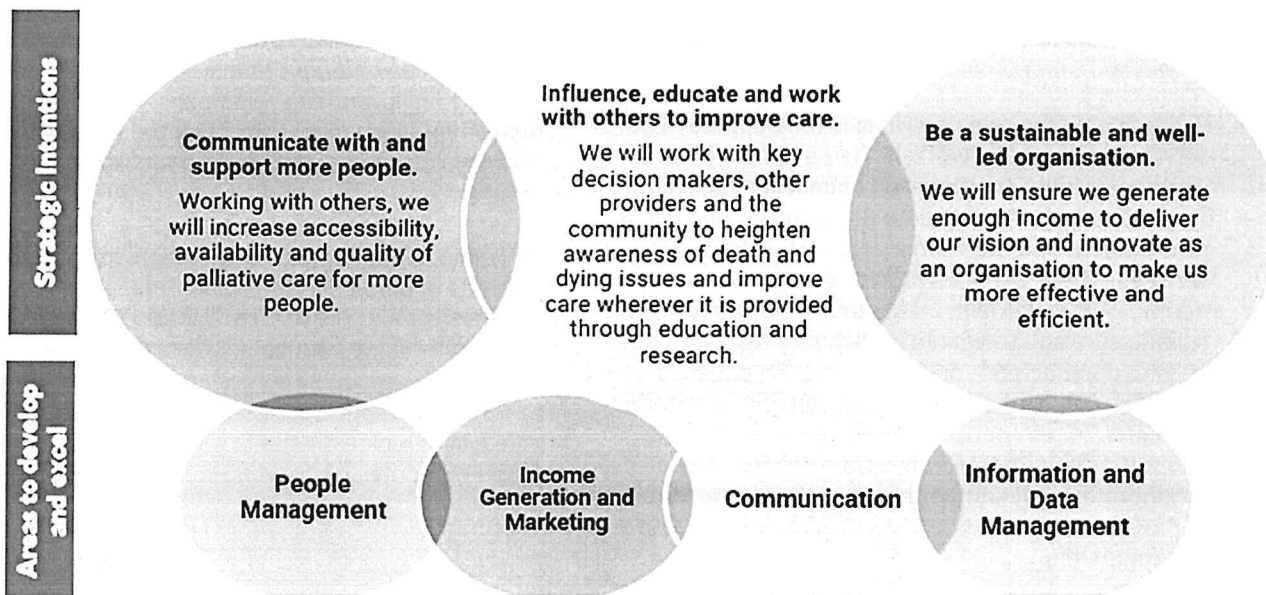 Strategic Intentions
Communicate with and
support more people.
Working with others, we
will increase accessibility,
availability and quality of
palliative care for more
people.
Influence, educate and work
with others to improve care.
We will work with key
decision makers, other
providers and the
community to heighten
awareness of death and
dying issues and improve
care wherever it is provided
through education and
research.
Be a sustainable and well-
led organisation.
We will ensure we generate
enough income to deliver
our vision and innovate as
an organisation to make us
more effective and
efficient.
Areas to develop
and excel
People
Management
Income
Generation and
Marketing
Communication
Information and
Data
Management